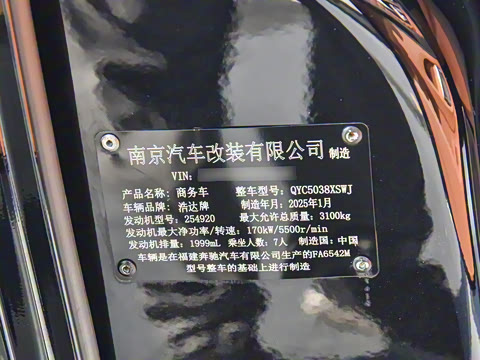 南京汽车改装有限公司 制造
VIN:
产品名称: 商务车 整车型号: QYC5038XSWJ
车辆品牌: 浩达牌 制造年月: 2025年1月
发动机型号: 254920 最大允许总质量: 3100kg
发动机最大净功率/转速: 170kW/5500r/min
发动机排量: 1999mL 乘坐人数: 7人 制造国: 中国
车辆是在福建奔驰汽车有限公司生产的FA6542M
型号整车的基础上进行制造